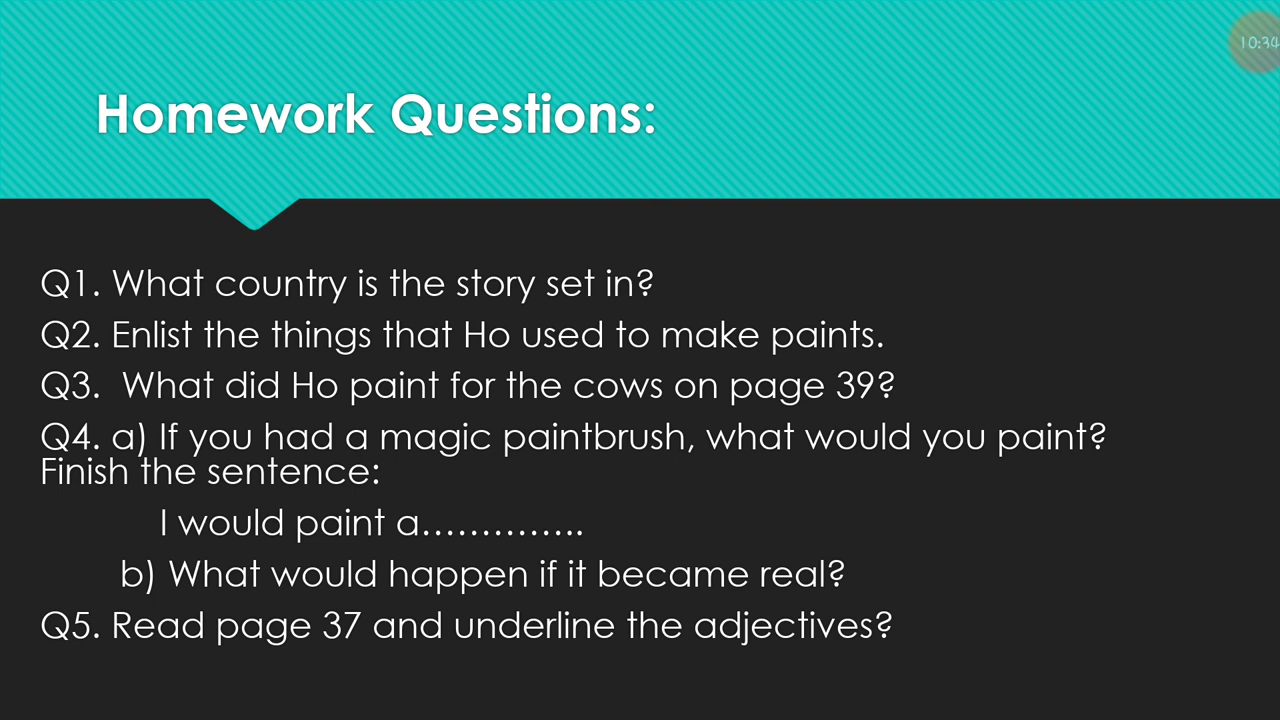 10:34
Homework Questions:
Q1. What country is the story set in?
Q2. Enlist the things that Ho used to make paints.
Q3.  What did Ho paint for the cows on page 39?
Q4. a) If you had a magic paintbrush, what would you paint?
Finish the sentence:
I would paint a…………..
b) What would happen if it became real?
Q5. Read page 37 and underline the adjectives?